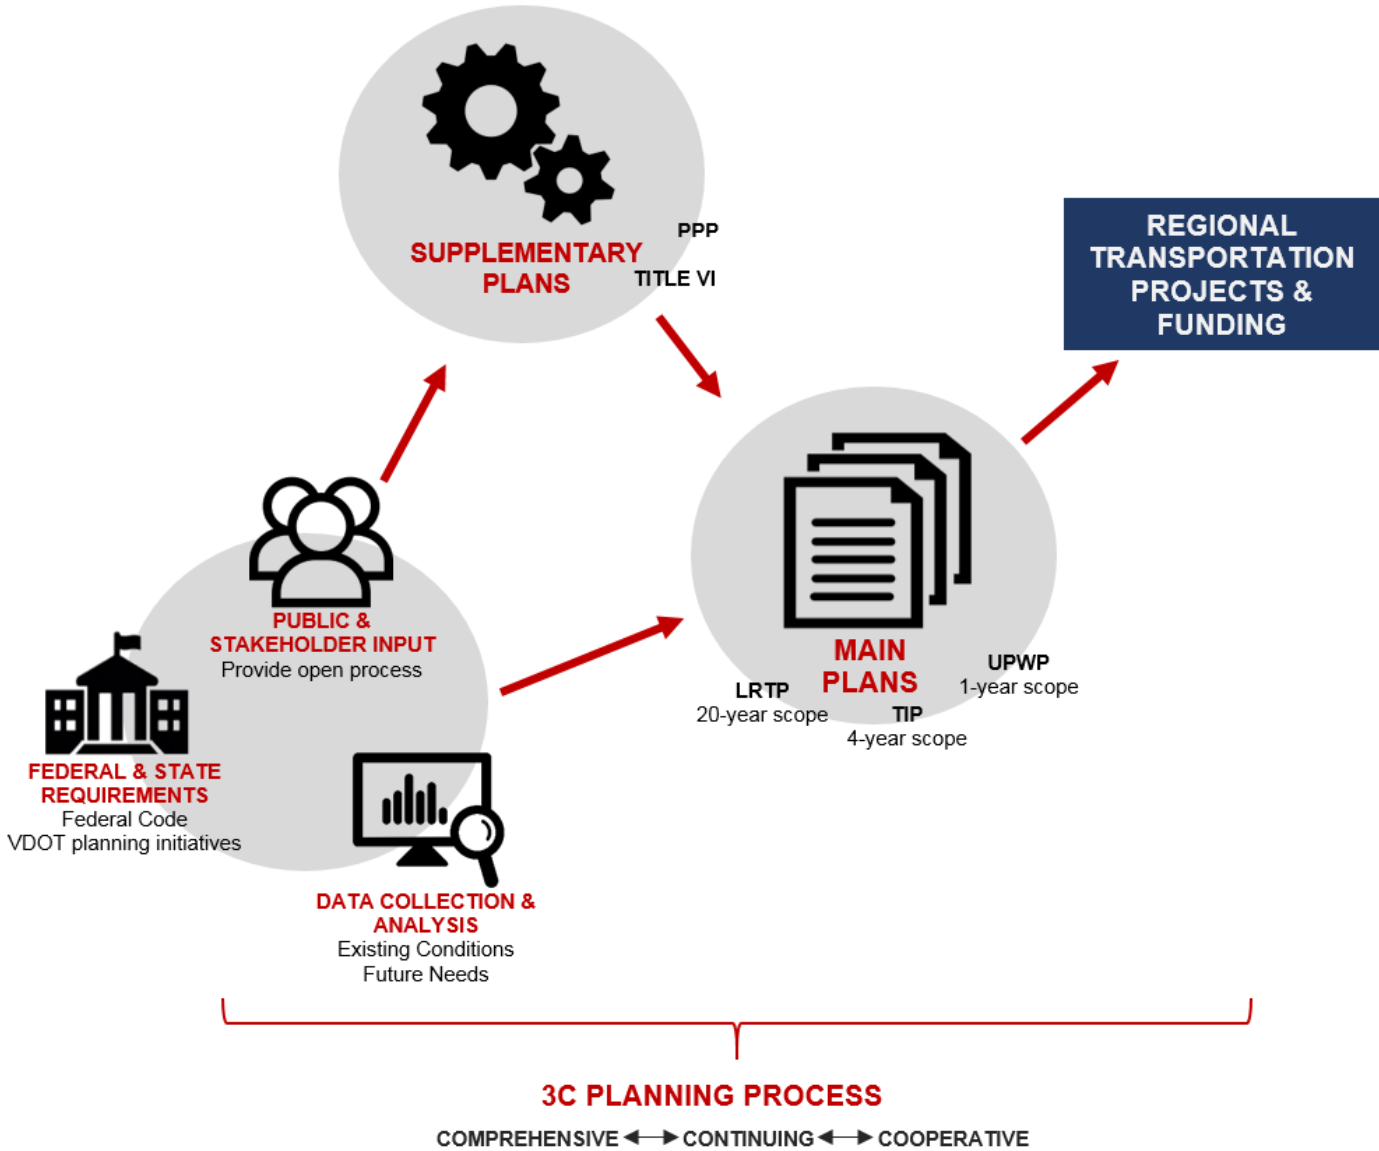 PPP
SUPPLEMENTARY
PLANS
TITLE VI
REGIONAL
TRANSPORTATION
PROJECTS &
FUNDING
PUBLIC &
STAKEHOLDER INPUT
Provide open process
FEDERAL & STATE
REQUIREMENTS
Federal Code
VDOT planning initiatives
DATA COLLECTION &
ANALYSIS
Existing Conditions
Future Needs
MAIN
PLANS
LRTP
20-year scope
TIP
4-year scope
UPWP
1-year scope
3C PLANNING PROCESS
COMPREHENSIVE CONTINUING COOPERATIVE